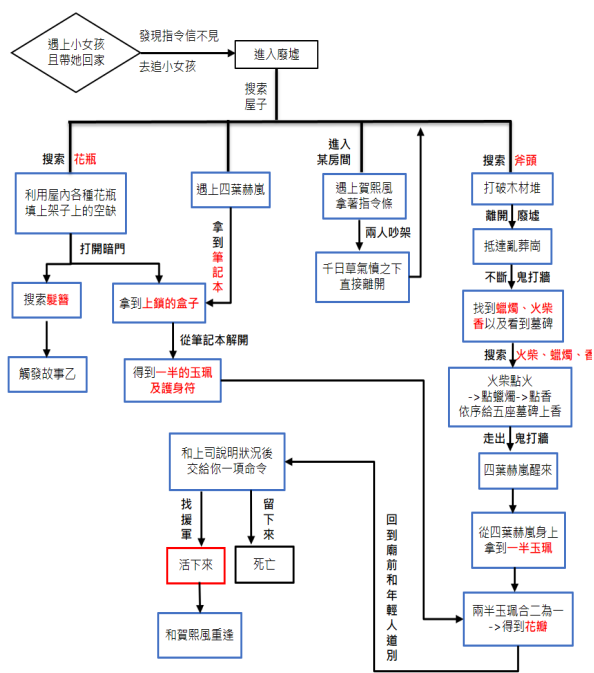 遇上小女孩
且帶她回家
發現指令信不見
去追小女孩
進入廢墟
搜索
屋子
搜索 花瓶
利用屋內各種花瓶
填上架子上的空缺
打開暗門
搜索髮簪
觸發故事乙
遇上四葉赫嵐
拿到筆記本
拿到上鎖的盒子
從筆記本解開
得到一半的玉珮
及護身符
進入
某房間
遇上賀熙風
拿著指令條
兩人吵架
千日草氣憤之下
直接離開
搜索 斧頭
打破木材堆
離開 廢墟
抵達亂葬崗
不斷 鬼打牆
找到蠟燭、火柴
香以及看到墓碑
搜索 火柴、蠟燭、香
火柴點火
->點蠟燭->點香
依序給五座墓碑上香
走出 鬼打牆
四葉赫嵐醒來
從四葉赫嵐身上
拿到一半玉珮
兩半玉珮合二為一
->得到花瓣
回到廟前和年輕人道別
和上司說明狀況後
交給你一項命令
找援軍
留下來
活下來
死亡
和賀熙風重逢